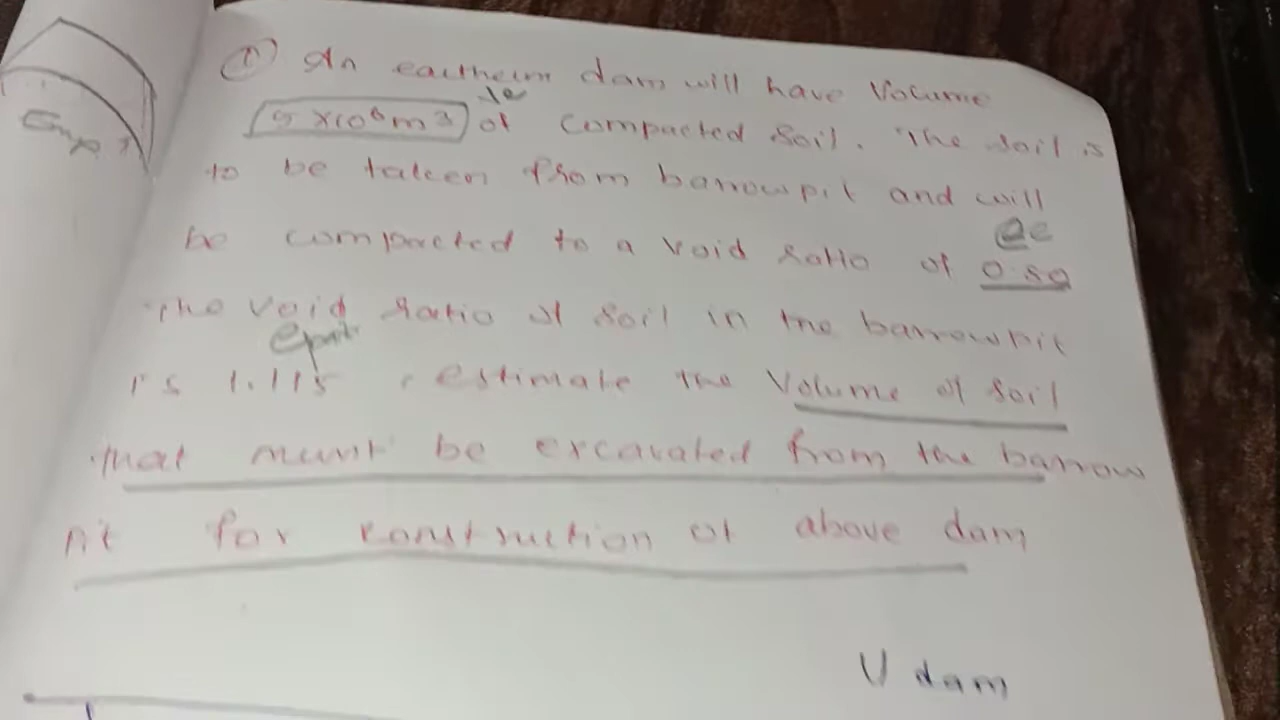 ① An earthern dam will have Volume
5 x10⁶m³ of compacted soil. The soil is
to be taken from barrowpit and will
be compacted to a void ratio of 0.80
The void ratio of soil in the barrowpit
is 1.115, estimate the Volume of soil
that must be excavated from the barrow
pit for construction of above dam
V dam